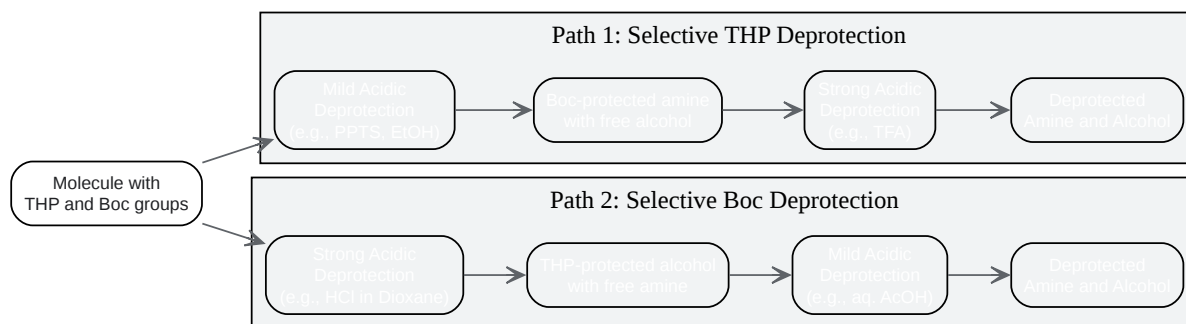 Path 1: Selective THP Deprotection
Mild Acidic
Deprotection
(e.g., PPTS, EtOH)
Boc-protected amine
with free alcohol
Strong Acidic
Deprotection
(e.g., TFA)
Deprotected
Amine and Alcohol
Molecule with
THP and Boc groups
Path 2: Selective Boc Deprotection
Strong Acidic
Deprotection
(e.g., HCl in Dioxane)
THP-protected alcohol
with free amine
Mild Acidic
Deprotection
(e.g., aq. AcOH)
Deprotected
Amine and Alcohol